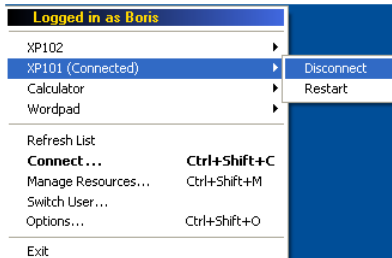 Logged in as Boris
XP102
XP101 (Connected)
Disconnect
Calculator
Restart
Wordpad
Refresh List
Connect... Ctrl+Shift+C
Manage Resources... Ctrl+Shift+M
Switch User...
Options... Ctrl+Shift+O
Exit